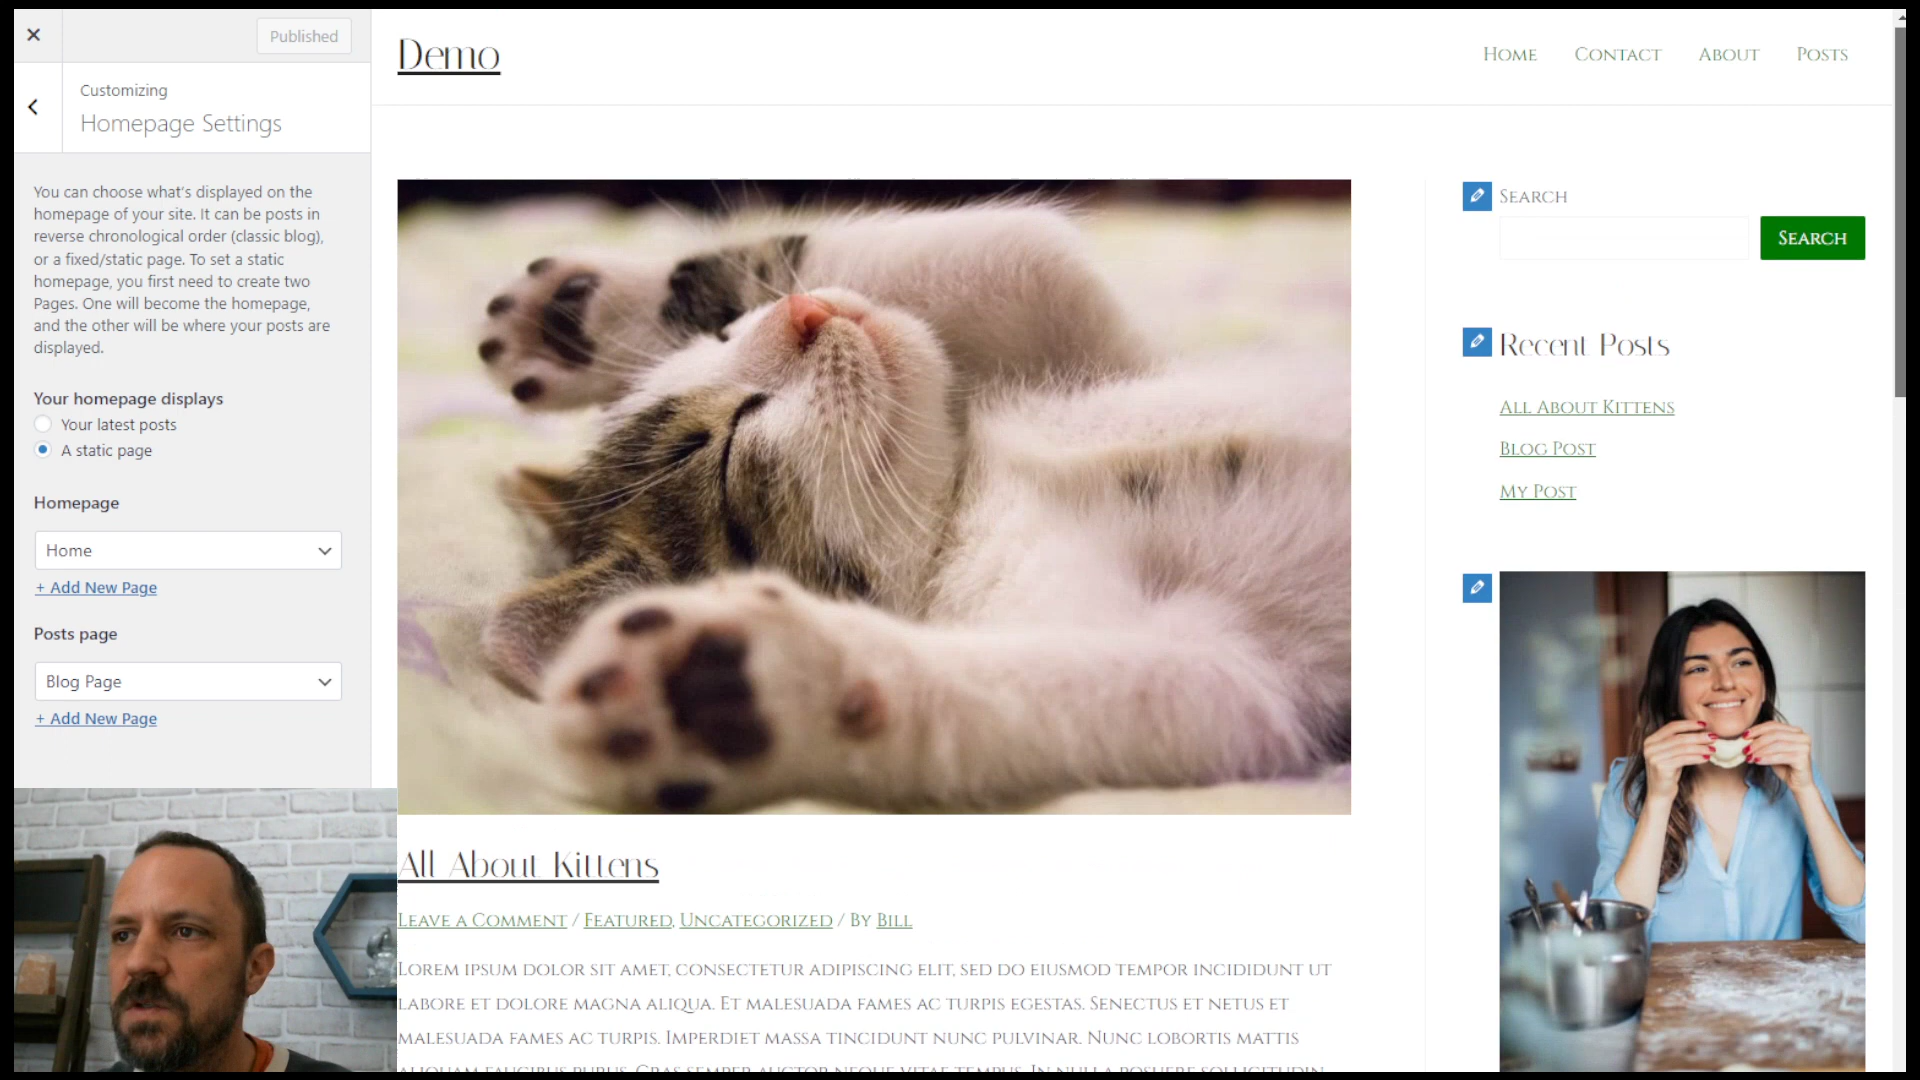 Published
Customizing
Homepage Settings
You can choose what's displayed on the
homepage of your site. It can be posts in
reverse chronological order (classic blog),
or a fixed/static page. To set a static
homepage, you first need to create two
Pages. One will become the homepage,
and the other will be where your posts are
displayed.
Your homepage displays
Your latest posts
A static page
Homepage
Home
+ Add New Page
Posts page
Blog Page
+ Add New Page
Demo
Home Contact About Posts
Search
Search
Recent Posts
All About Kittens
Blog Post
My Post
All About Kittens
Leave a Comment / Featured, Uncategorized / By Bill
Lorem ipsum dolor sit amet, consectetur adipiscing elit, sed do eiusmod tempor incididunt ut
labore et dolore magna aliqua. Et malesuada fames ac turpis egestas. Senectus et netus et
malesuada fames ac turpis. Imperdiet massa tincidunt nunc pulvinar. Nunc lobortis mattis